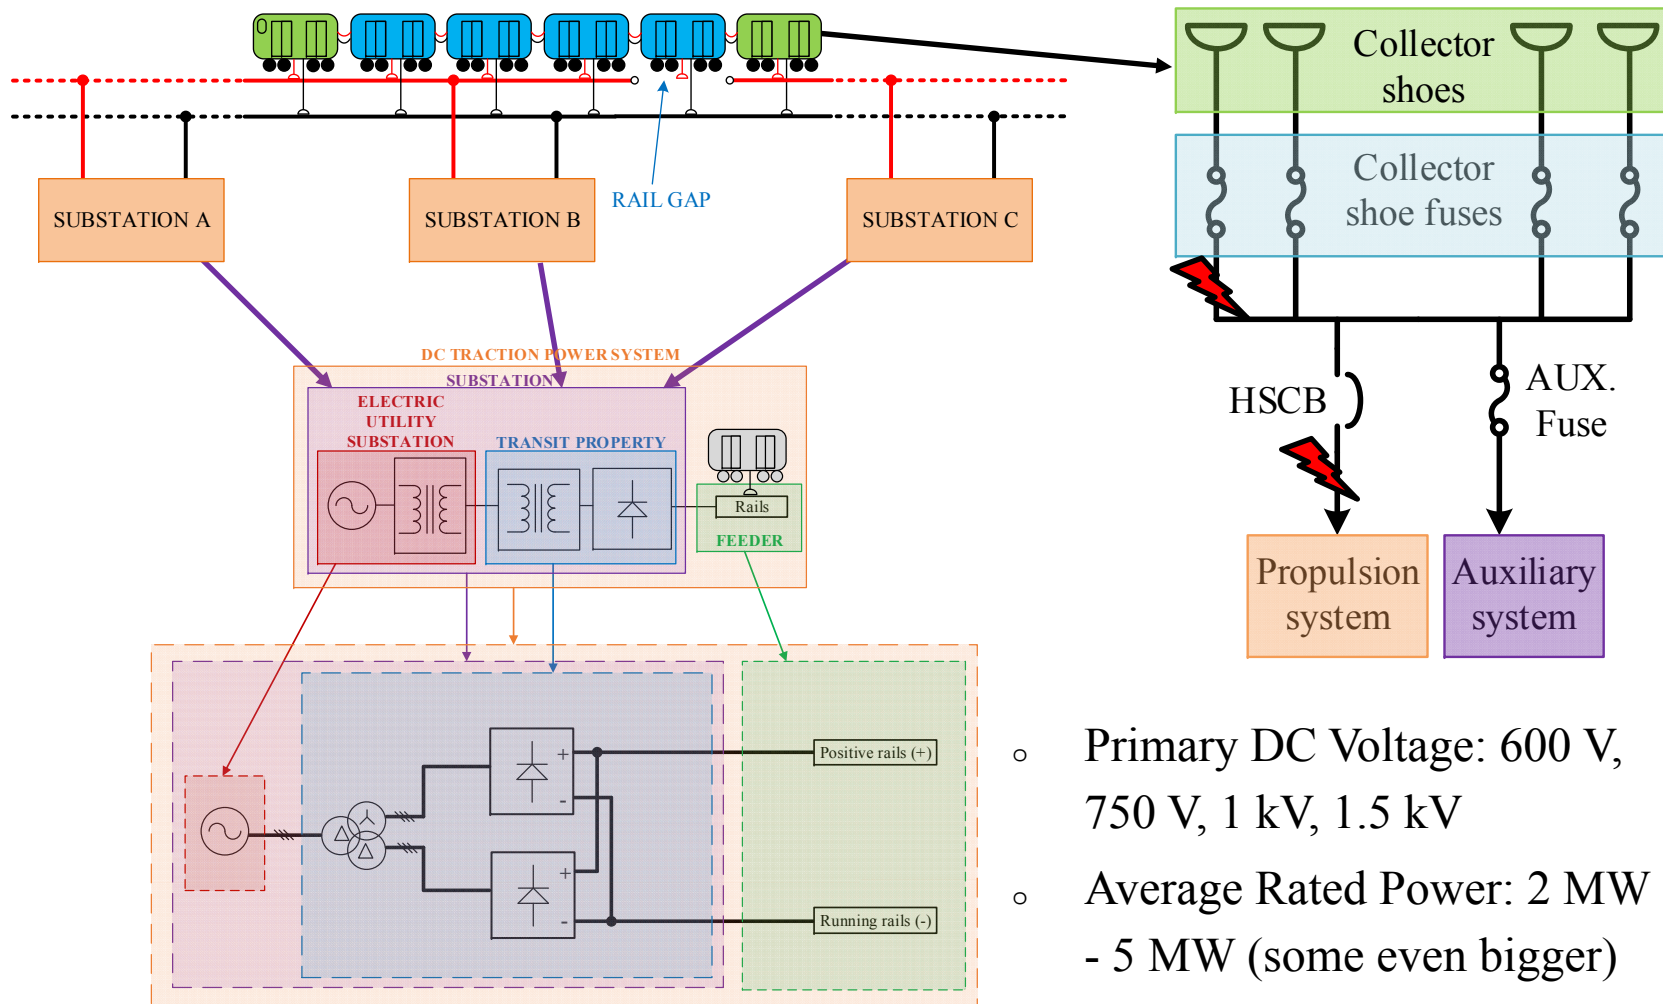 Collector
shoes
Collector
shoe fuses
RAIL GAP
SUBSTATION A
SUBSTATION B
SUBSTATION C
DC TRACTION POWER SYSTEM
SUBSTATION
ELECTRIC
UTILITY
SUBSTATION
TRANSIT PROPERTY
Rails
FEEDER
HSCB
AUX.
Fuse
Propulsion
system
Auxiliary
system
+
-
Positive rails (+)
+
-
Running rails (-)
○ Primary DC Voltage: 600 V,
750 V, 1 kV, 1.5 kV
○ Average Rated Power: 2 MW
- 5 MW (some even bigger)